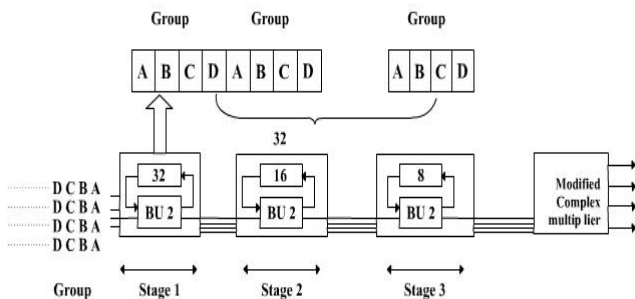 Group Group Group
A B C D A B C D A B C D
32
32 16 8
D C B A
BU 2 BU 2 BU 2
D C B A
D C B A
D C B A
Modified
Complex
multip lier
Group Stage 1 Stage 2 Stage 3